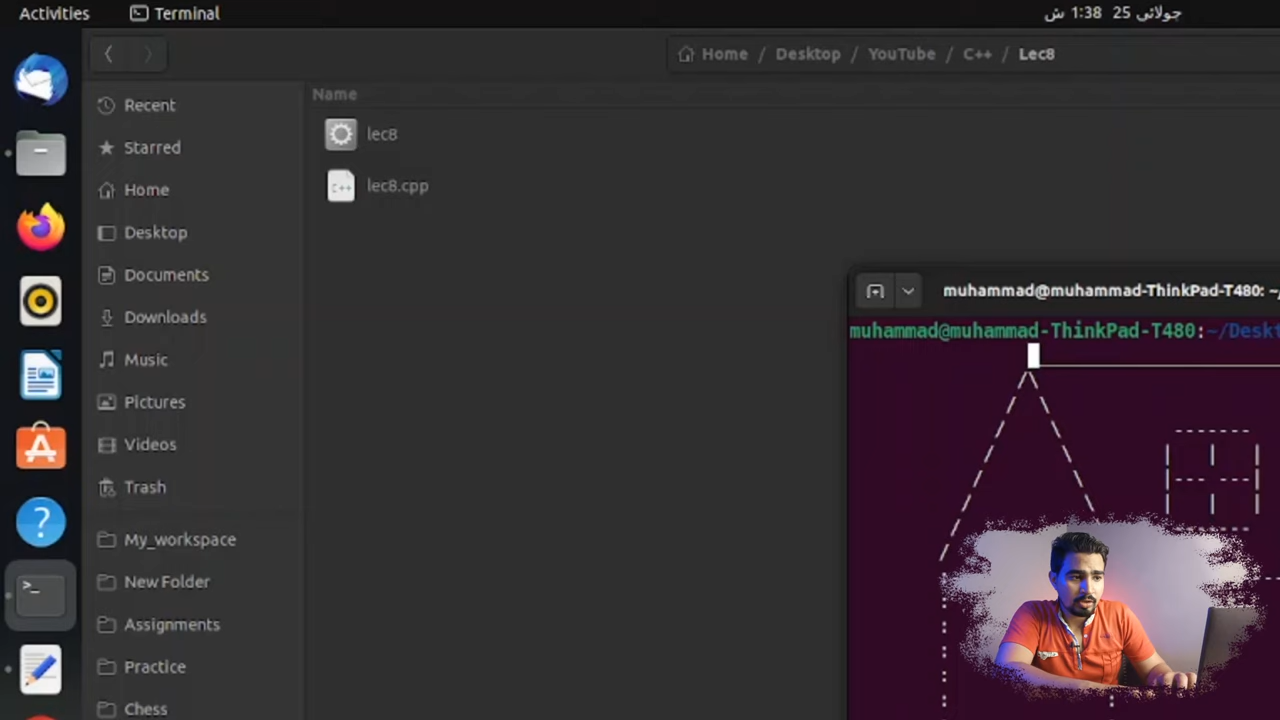 Activities
Terminal
جولائی 25 1:38 ش
Home / Desktop / YouTube / C++ / Lec8
Recent
Starred
Home
Desktop
Documents
Downloads
Music
Pictures
Videos
Trash
My_workspace
New Folder
Assignments
Practice
Chess
Name
lec8
C++
lec8.cpp
muhammad@muhammad-ThinkPad-T480: ~/
muhammad@muhammad-ThinkPad-T480:~/Deskt